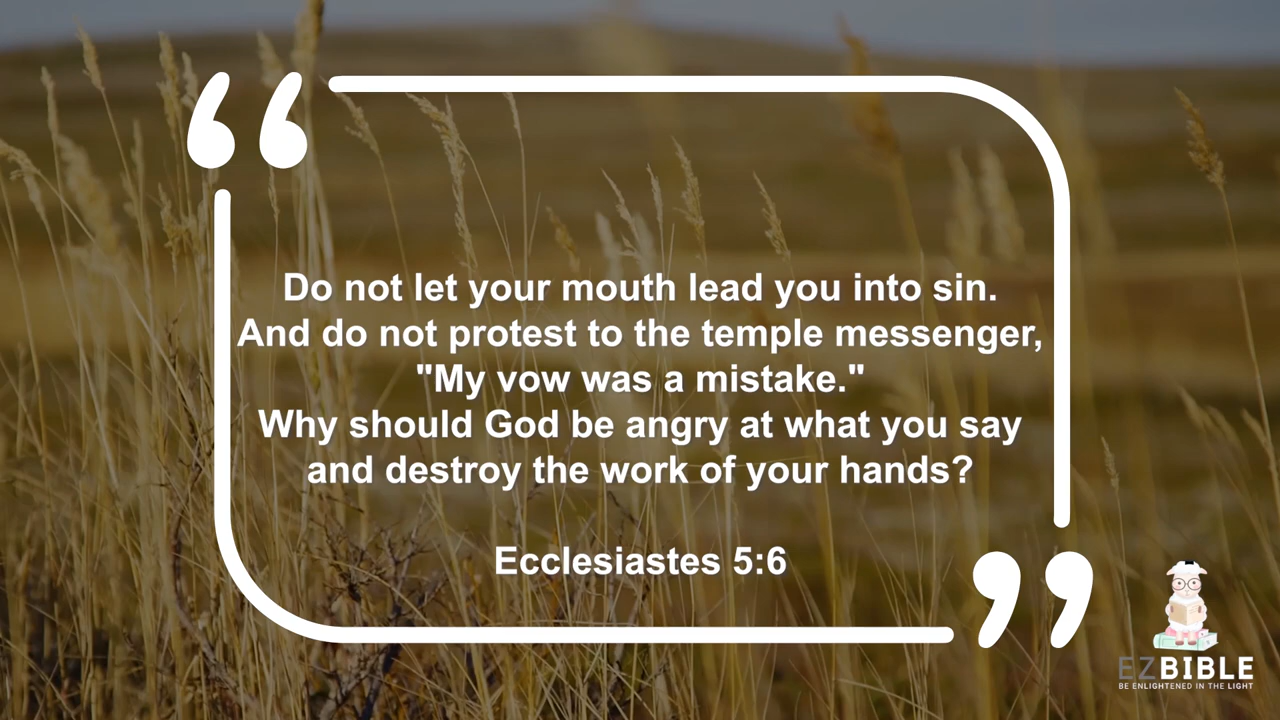 Do not let your mouth lead you into sin.
And do not protest to the temple messenger,
"My vow was a mistake."
Why should God be angry at what you say
and destroy the work of your hands?
Ecclesiastes 5:6
EZBIBLE
BE ENLIGHTENED IN THE LIGHT